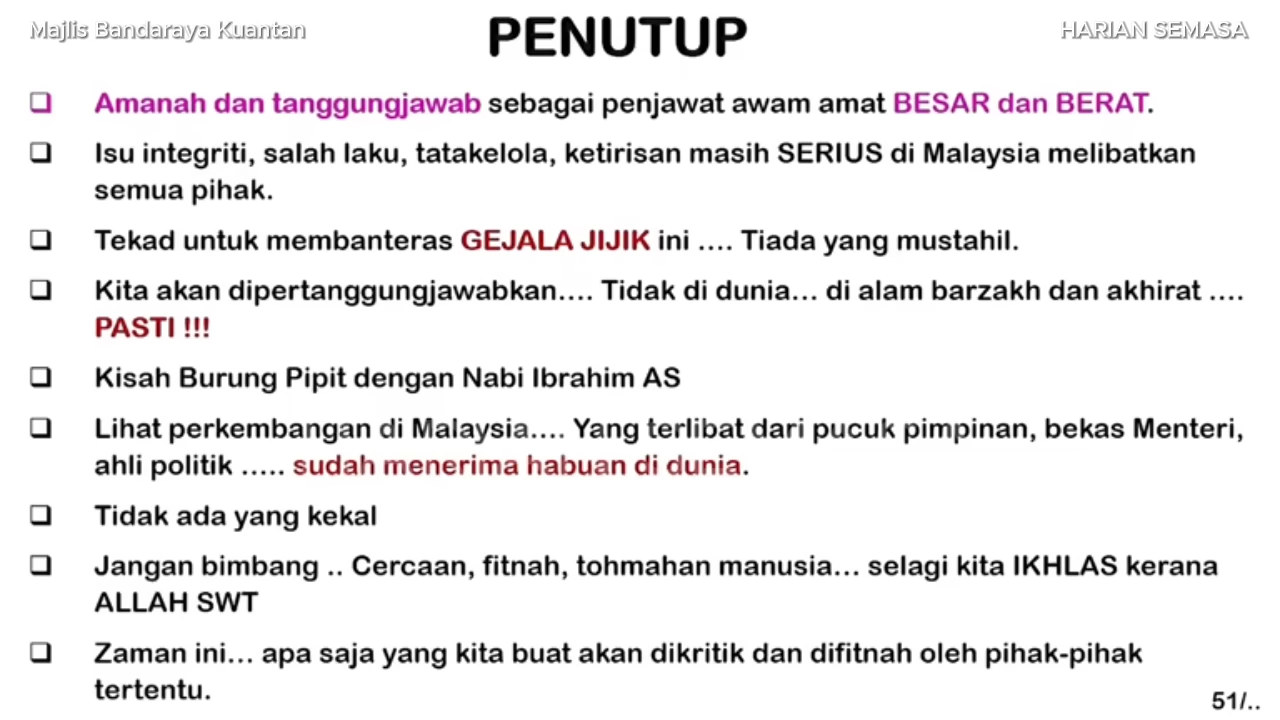 Majlis Bandaraya Kuantan
PENUTUP
HARIAN SEMASA
Amanah dan tanggungjawab sebagai penjawat awam amat BESAR dan BERAT.
Isu integriti, salah laku, tatakelola, ketirisan masih SERIUS di Malaysia melibatkan
semua pihak.
Tekad untuk membanteras GEJALA JIJIK ini .... Tiada yang mustahil.
Kita akan dipertanggungjawabkan.... Tidak di dunia... di alam barzakh dan akhirat ....
PASTI !!!
Kisah Burung Pipit dengan Nabi Ibrahim AS
Lihat perkembangan di Malaysia.... Yang terlibat dari pucuk pimpinan, bekas Menteri,
ahli politik ..... sudah menerima habuan di dunia.
Tidak ada yang kekal
Jangan bimbang .. Cercaan, fitnah, tohmahan manusia... selagi kita IKHLAS kerana
ALLAH SWT
Zaman ini... apa saja yang kita buat akan dikritik dan difitnah oleh pihak-pihak
tertentu.
51/..